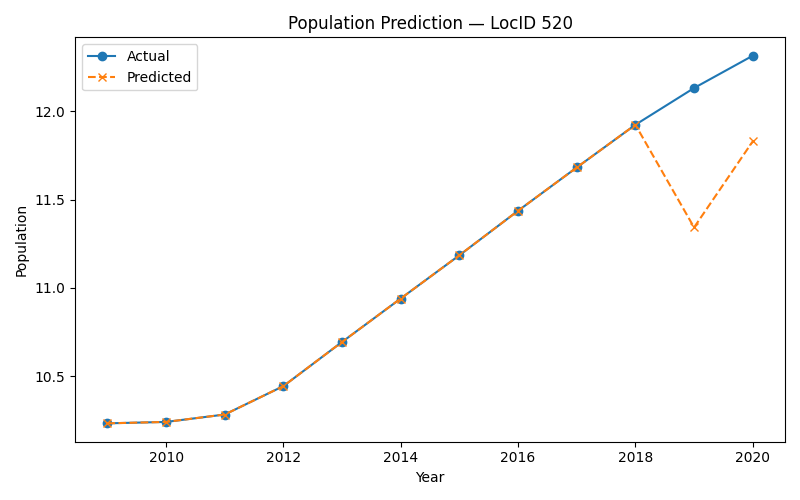 Population Prediction — LocID 520
Actual
Predicted
12.0
11.5
11.0
10.5
Population
2010 2012 2014 2016 2018 2020
Year